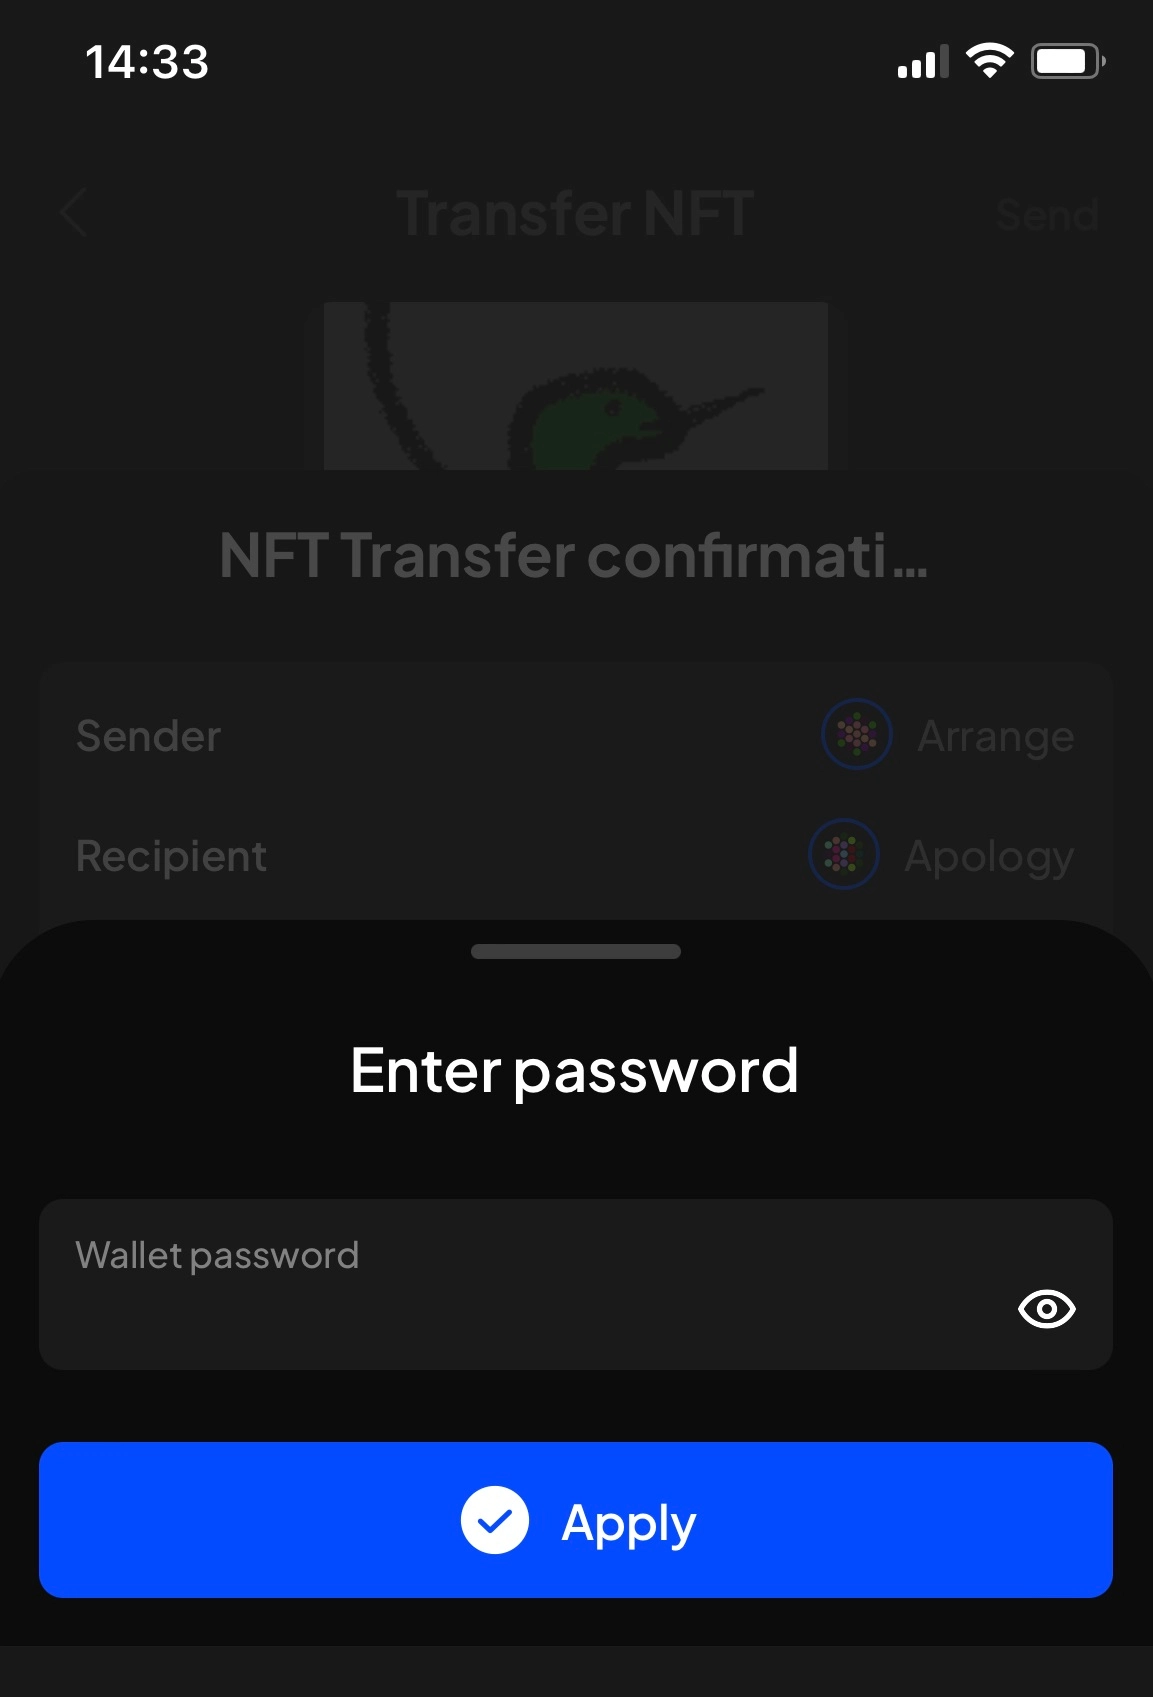 14:33
Transfer NFT
Send
NFT Transfer confirmati...
Sender
Arrange
Recipient
Apology
Enter password
Wallet password
Apply